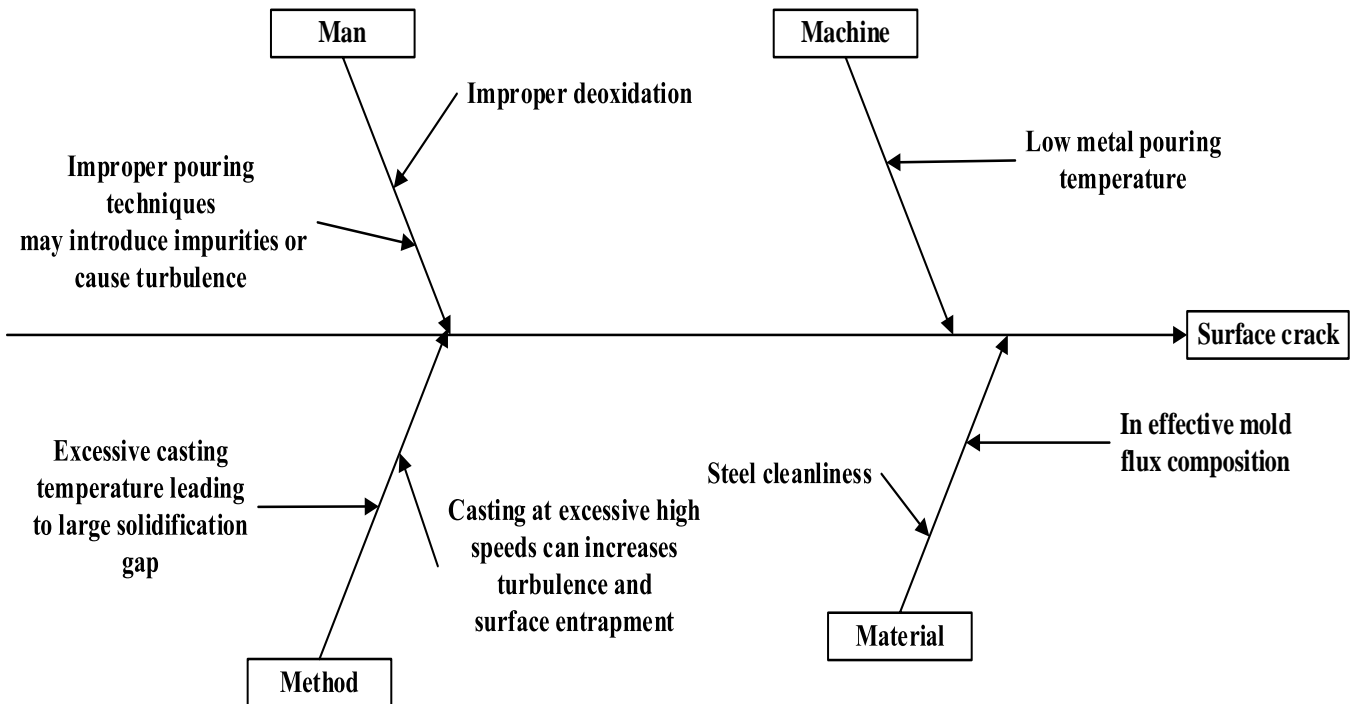 Man
Machine
Improper deoxidation
Improper pouring
techniques
may introduce impurities or
cause turbulence
Low metal pouring
temperature
Surface crack
Excessive casting
temperature leading
to large solidification
gap
Casting at excessive high
speeds can increases
turbulence and
surface entrapment
Steel cleanliness
In effective mold
flux composition
Method
Material